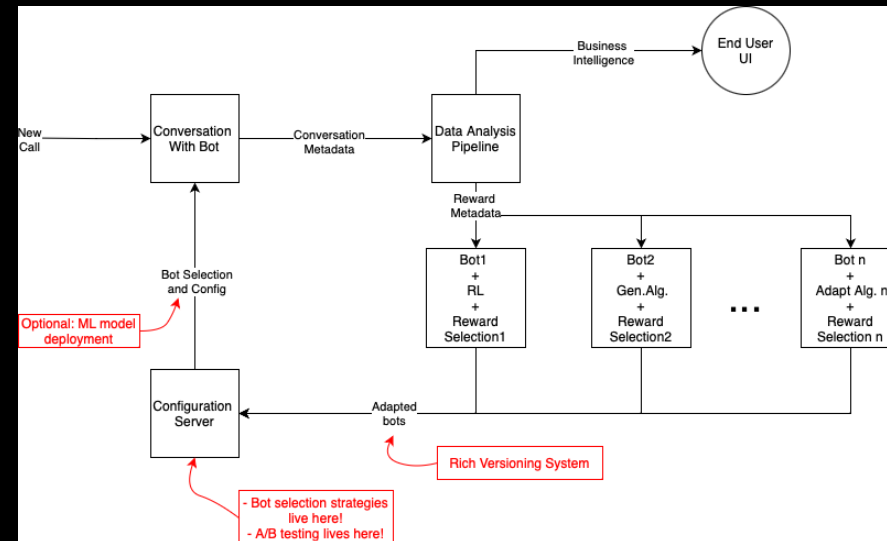 End User
UI
Business
Intelligence
New
Call
Conversation
With Bot
Conversation
Metadata
Data Analysis
Pipeline
Reward
Metadata
Bot1
+
RL
+
Reward
Selection1
Bot2
+
Gen.Alg.
+
Reward
Selection2
...
Bot n
+
Adapt Alg. n
+
Reward
Selection n
Bot Selection
and Config
Optional: ML model
deployment
Configuration
Server
Adapted
bots
Rich Versioning System
- Bot selection strategies
live here!
- A/B testing lives here!